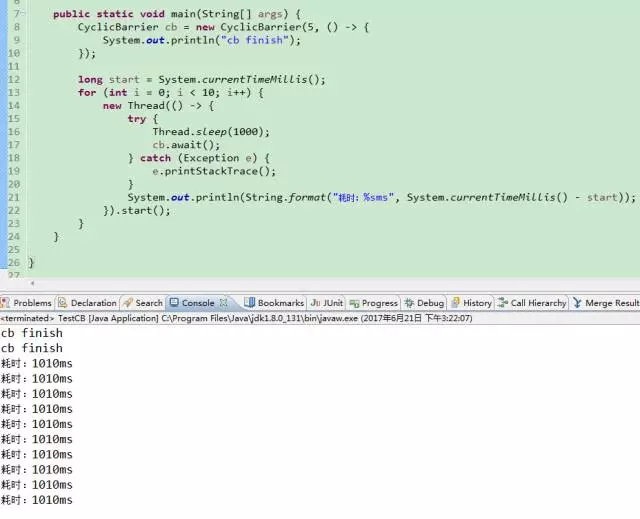 7 public static void main(String[] args) {
8 CyclicBarrier cb = new CyclicBarrier(5, () -> {
9 System.out.println("cb finish");
10 });
11
12 long start = System.currentTimeMillis();
13 for (int i = 0; i < 10; i++) {
14 new Thread(() -> {
15 try {
16 Thread.sleep(1000);
17 cb.await();
18 } catch (Exception e) {
19 e.printStackTrace();
20 }
21 System.out.println(String.format("耗时：%sms", System.currentTimeMillis() - start));
22 }).start();
23 }
24 }
25
26 }
27
Problems Declaration Search Console Bookmarks JUnit Progress Debug History Call Hierarchy Merge Result
<terminated> TestCB [Java Application] C:\Program Files\Java\jdk1.8.0_131\bin\javaw.exe (2017年6月21日 下午3:22:07)
cb finish
cb finish
耗时：1010ms
耗时：1010ms
耗时：1010ms
耗时：1010ms
耗时：1010ms
耗时：1010ms
耗时：1010ms
耗时：1010ms
耗时：1010ms
耗时：1010ms